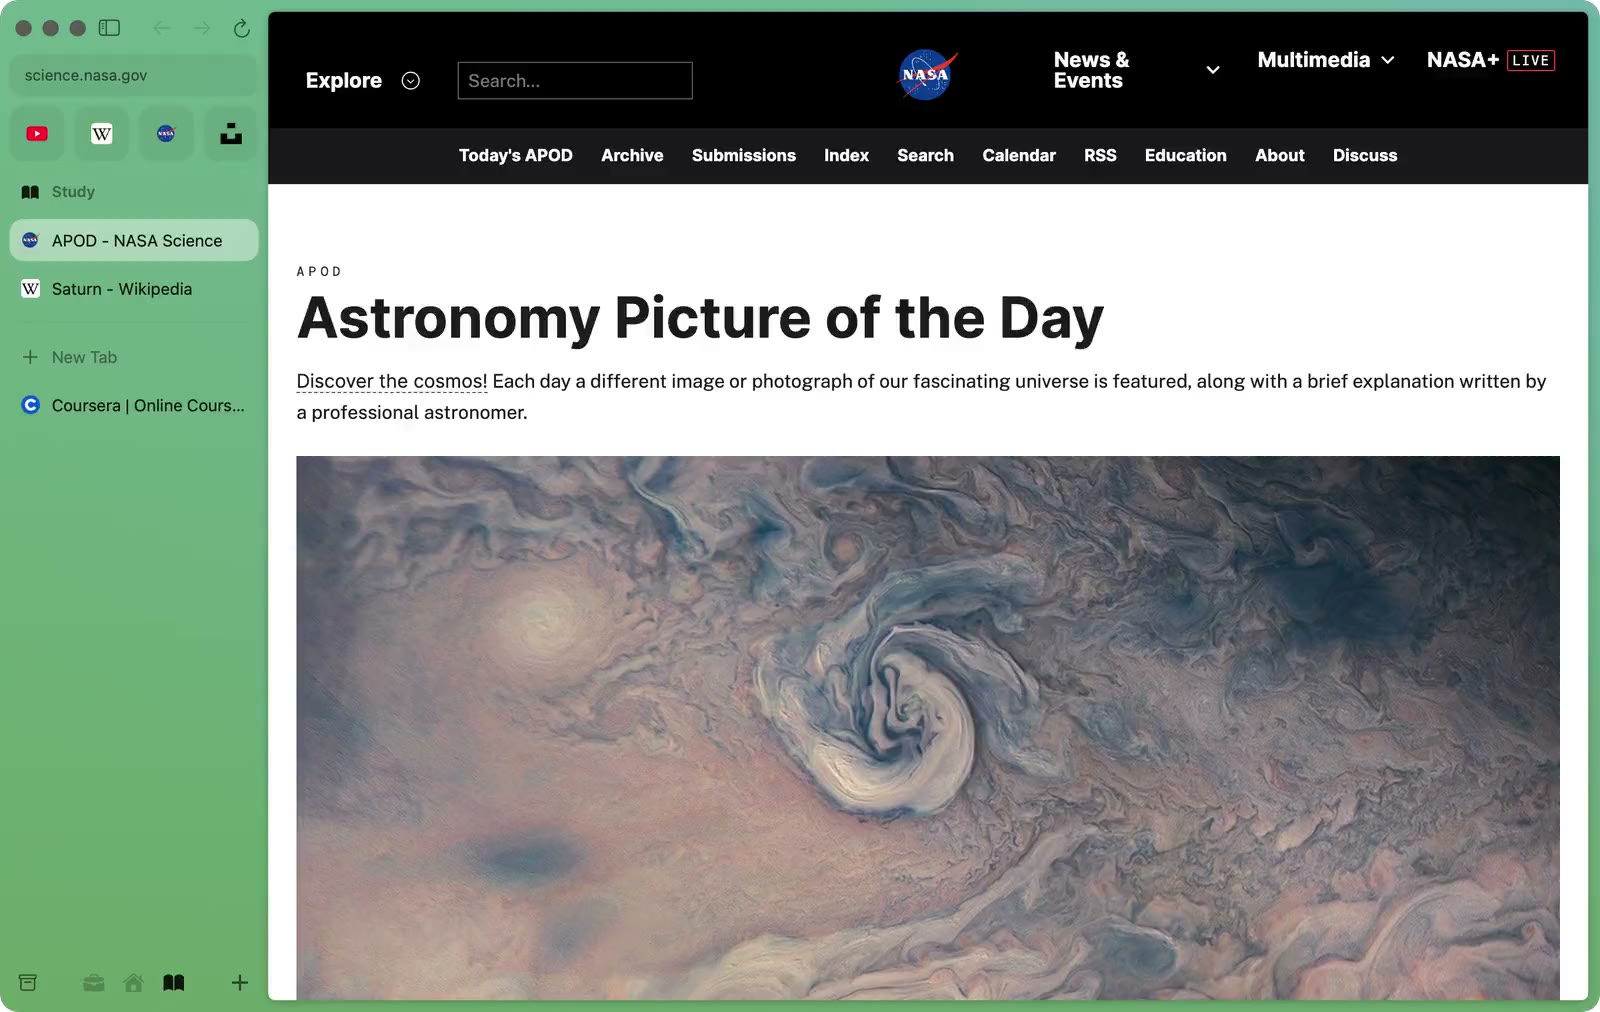 science.nasa.gov
W
NASA
Study
NASA
APOD - NASA Science
W
Saturn - Wikipedia
New Tab
C
Coursera | Online Cours...
Explore
Search...
NASA
News &
Events
Multimedia
NASA+ LIVE
Today's APOD Archive Submissions Index Search Calendar RSS Education About Discuss
APOD
Astronomy Picture of the Day
Discover the cosmos! Each day a different image or photograph of our fascinating universe is featured, along with a brief explanation written by
a professional astronomer.